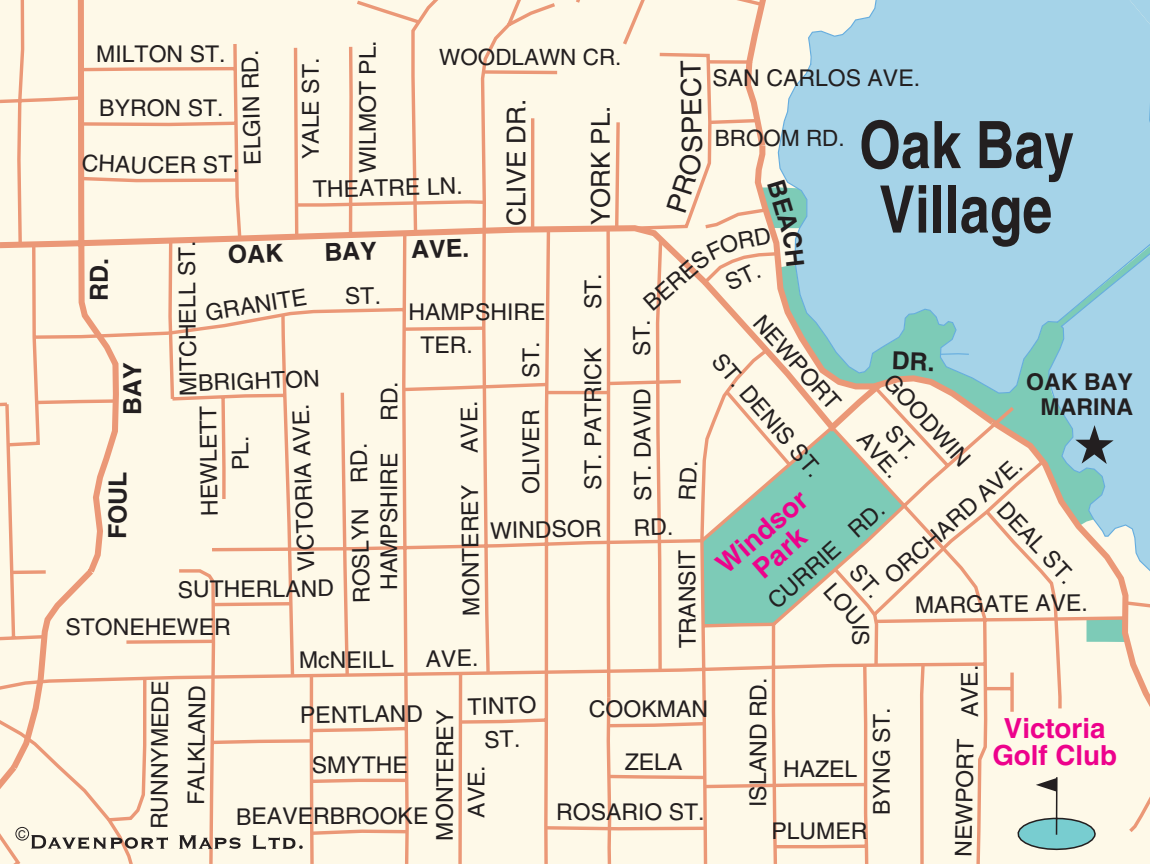 MILTON ST.
BYRON ST.
CHAUCER ST.
ELGIN RD.
YALE ST.
WILMOT PL.
THEATRE LN.
WOODLAWN CR.
CLIVE DR.
YORK PL.
PROSPECT
SAN CARLOS AVE.
BROOM RD.
Oak Bay
Village
BEACH
DR.
OAK BAY AVE.
FOUL BAY RD.
MITCHELL ST.
GRANITE ST.
HAMPSHIRE
TER.
BERESFORD
ST.
NEWPORT
AVE.
OAK BAY
MARINA
BRIGHTON
HEWLETT
PL.
VICTORIA AVE.
ROSLYN RD.
HAMPSHIRE RD.
MONTEREY AVE.
OLIVER ST.
ST. PATRICK ST.
ST. DAVID ST.
ST. DENIS ST.
GOODWIN
ST.
WINDSOR RD.
TRANSIT RD.
Windsor
Park
CURRIE RD.
ORCHARD AVE.
DEAL ST.
LOUIS
ST.
MARGATE AVE.
SUTHERLAND
STONEHEWER
McNEILL AVE.
RUNNYMEDE
FALKLAND
PENTLAND
SMYTHE
BEAVERBROOKE
MONTEREY
AVE.
TINTO
ST.
COOKMAN
ZELA
ROSARIO ST.
ISLAND RD.
HAZEL
PLUMER
BYNG ST.
NEWPORT AVE.
Victoria
Golf Club
©DAVENPORT MAPS LTD.